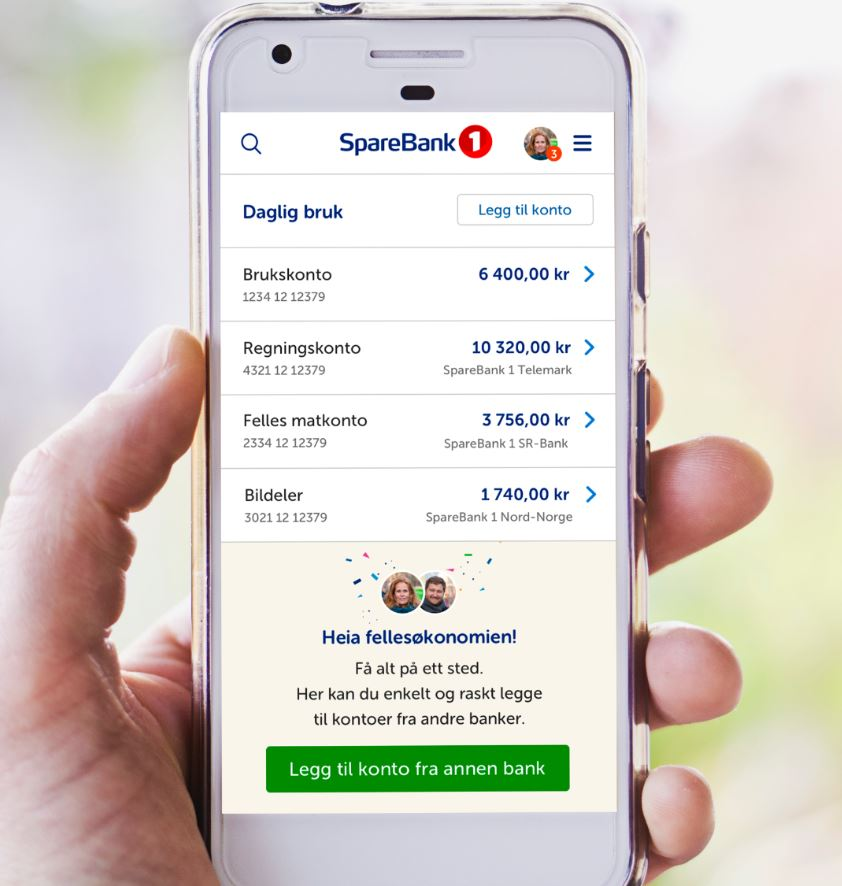 SpareBank 1
3
Daglig bruk
Legg til konto
Brukskonto
6 400,00 kr
1234 12 12379
Regningskonto
10 320,00 kr
4321 12 12379
SpareBank 1 Telemark
Felles matkonto
3 756,00 kr
2334 12 12379
SpareBank 1 SR-Bank
Bildeler
1 740,00 kr
3021 12 12379
SpareBank 1 Nord-Norge
Heia fellesøkonomien!
Få alt på ett sted.
Her kan du enkelt og raskt legge
til kontoer fra andre banker.
Legg til konto fra annen bank